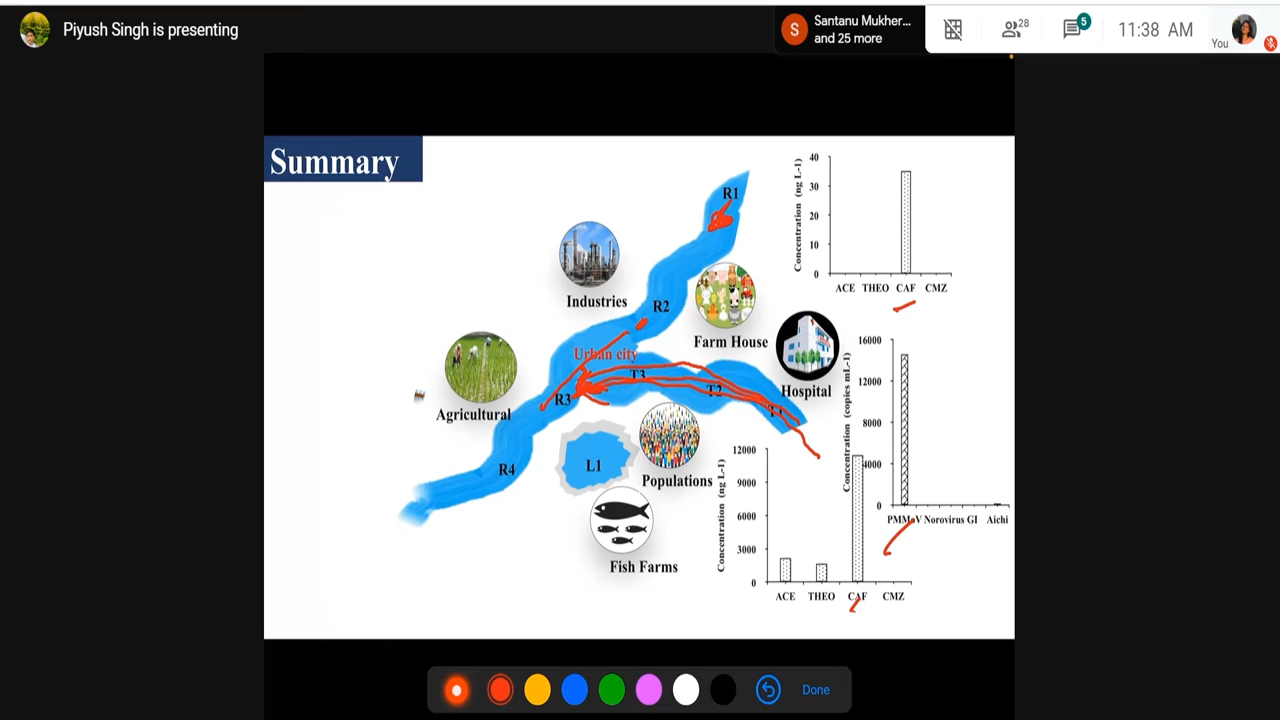 Piyush Singh is presenting
Santanu Mukher...
and 25 more
28
5
11:38 AM
You
S
Summary
R1
R2
Industries
Farm House
Urban city
T3
T2
T1
Hospital
Agricultural
R3
R4
L1
Populations
Fish Farms
Concentration (ng L-1)
40
30
20
10
0
ACE THEO CAF CMZ
Concentration (copies mL-1)
16000
12000
8000
4000
0
PMMoV Norovirus GI Aichi
Concentration (ng L-1)
12000
9000
6000
3000
0
ACE THEO CAF CMZ
Done